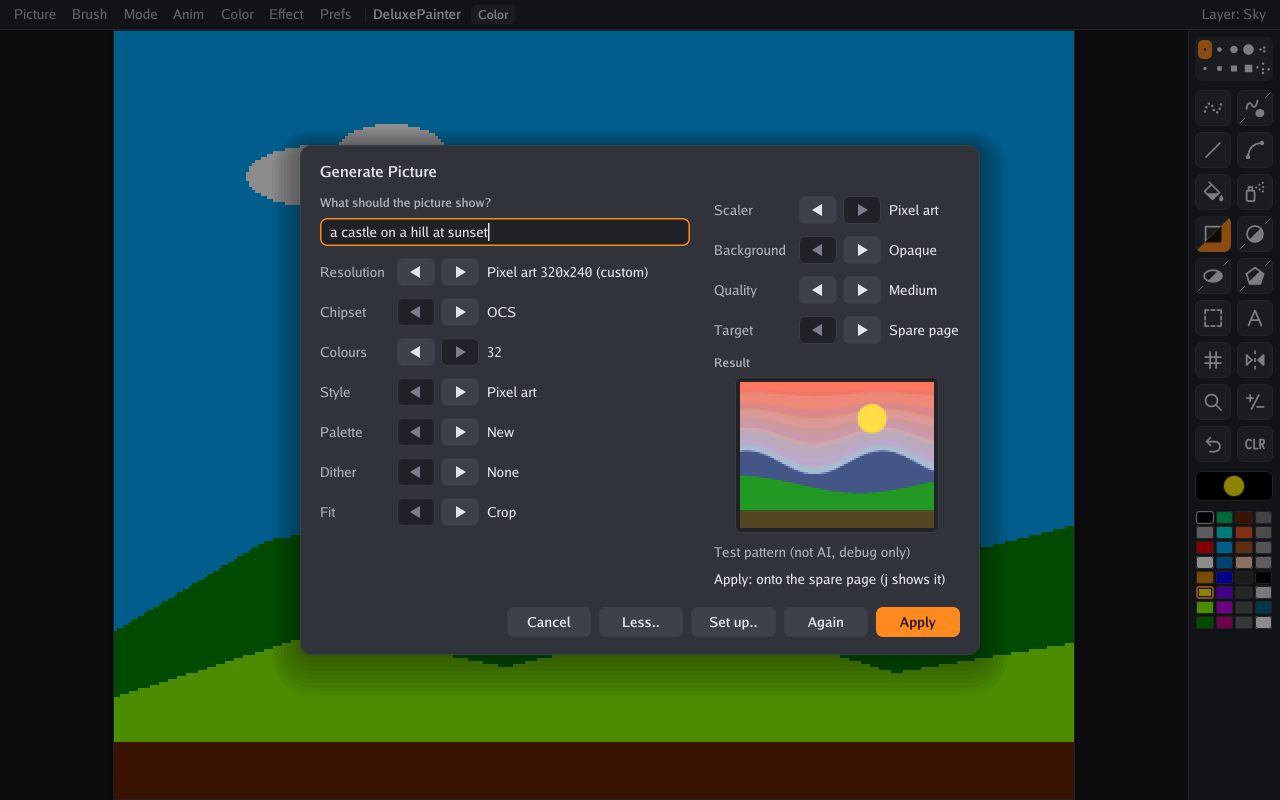 Picture Brush Mode Anim Color Effect Prefs DeluxePainter Color Layer: Sky
Generate Picture
What should the picture show?
a castle on a hill at sunset
Resolution Pixel art 320x240 (custom)
Chipset OCS
Colours 32
Style Pixel art
Palette New
Dither None
Fit Crop
Scaler Pixel art
Background Opaque
Quality Medium
Target Spare page
Result
Test pattern (not AI, debug only)
Apply: onto the spare page (j shows it)
Cancel Less.. Set up.. Again Apply
A
CLR